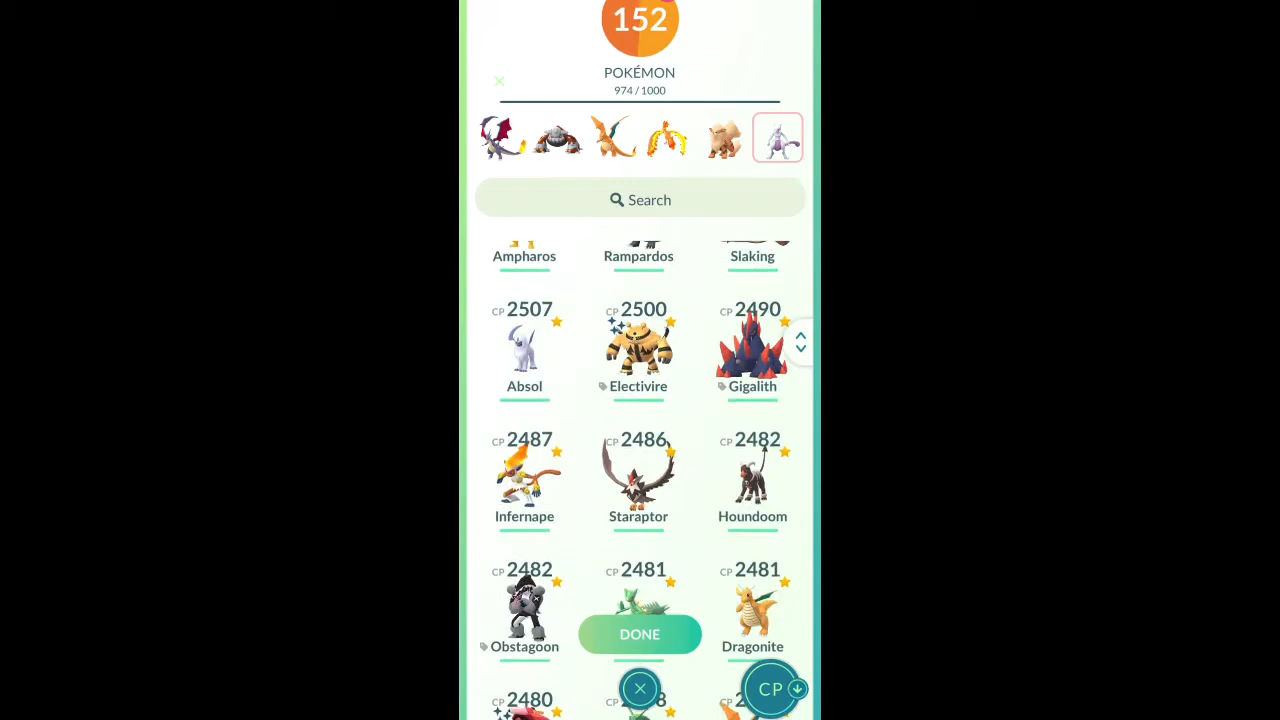 152
POKÉMON
974 / 1000
Search
Ampharos Rampardos Slaking
CP 2507 CP 2500 CP 2490
Absol Electivire Gigalith
CP 2487 CP 2486 CP 2482
Infernape Staraptor Houndoom
CP 2482 CP 2481 CP 2481
DONE
Obstagoon Dragonite
CP 2480
CP